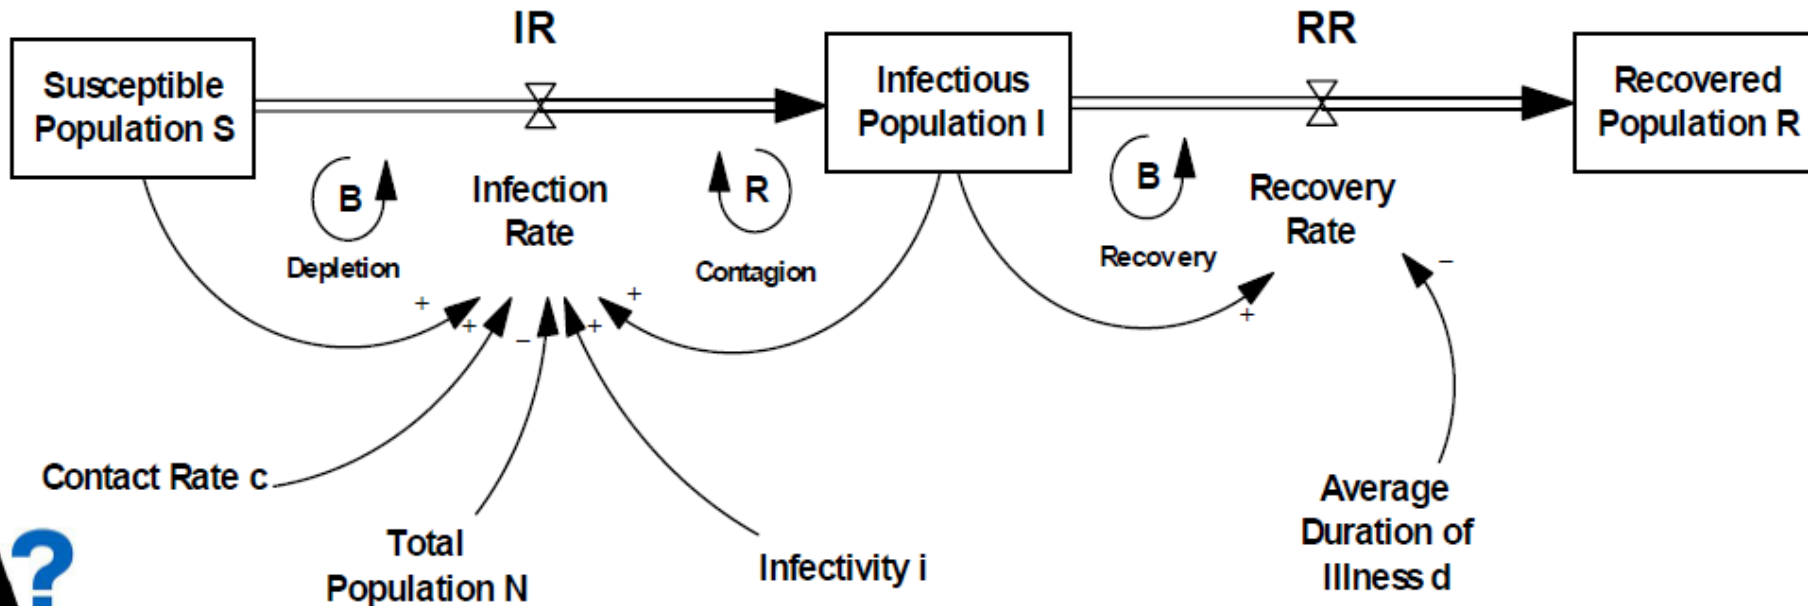 IR
RR
Susceptible
Population S
Infectious
Population I
Recovered
Population R
B
Depletion
Infection
Rate
R
Contagion
B
Recovery
Recovery
Rate
+
+
−
+
+
+
−
Contact Rate c
Total
Population N
Infectivity i
Average
Duration of
Illness d
?